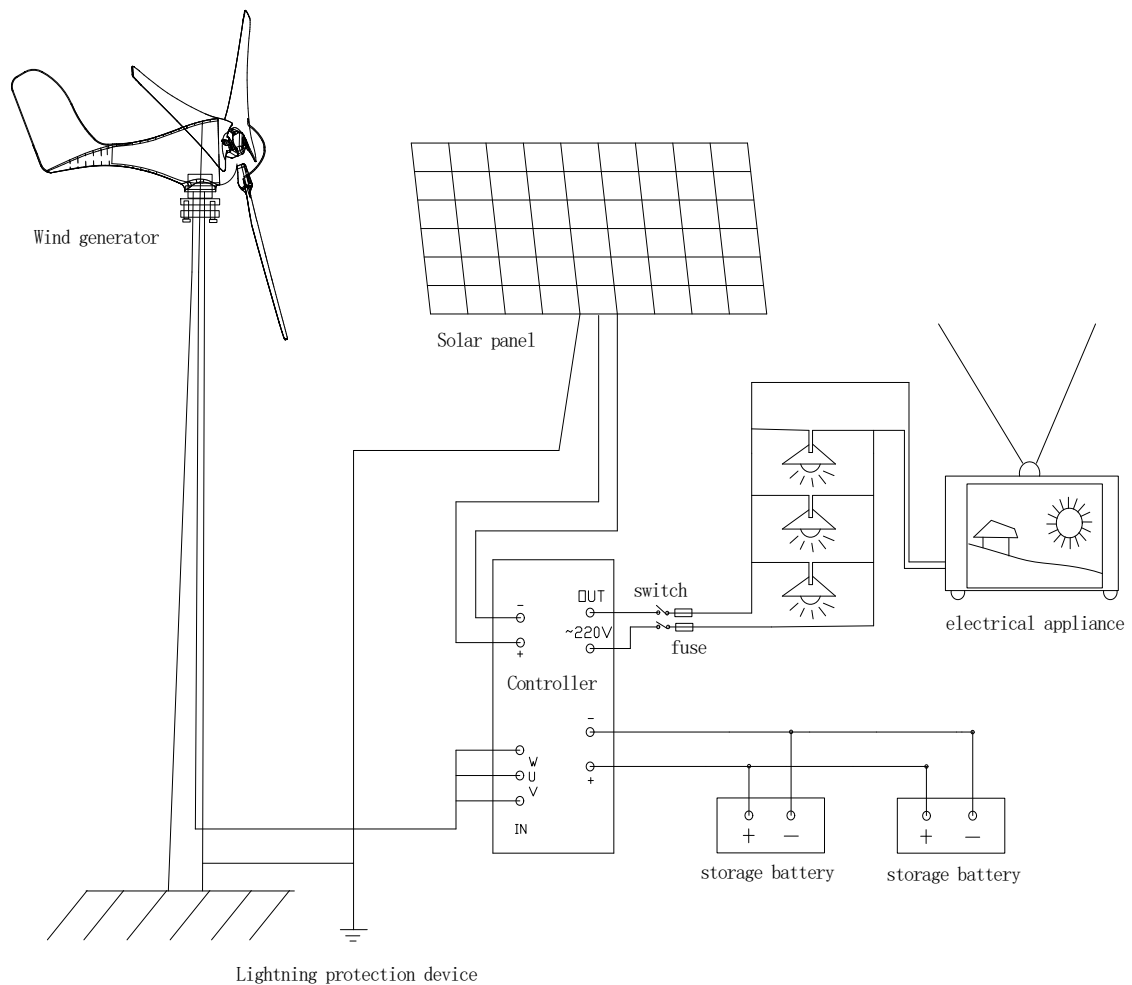 Wind generator
Solar panel
switch
OUT
~220V
fuse
electrical appliance
-
+
Controller
-
+
W
U
V
IN
+ -
+ -
storage battery
storage battery
Lightning protection device